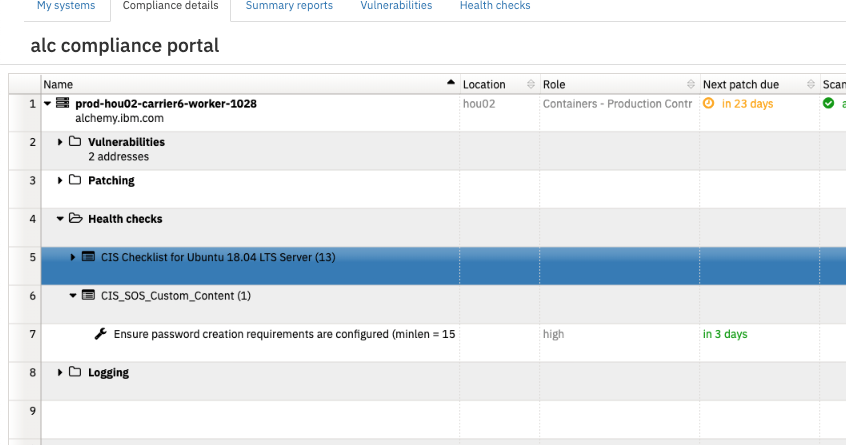 My systems Compliance details Summary reports Vulnerabilities Health checks
alc compliance portal
Name Location Role Next patch due Scan
1 prod-hou02-carrier6-worker-1028 hou02 Containers - Production Contr in 23 days a
alchemy.ibm.com
2 Vulnerabilities
2 addresses
3 Patching
4 Health checks
5 CIS Checklist for Ubuntu 18.04 LTS Server (13)
6 CIS_SOS_Custom_Content (1)
7 Ensure password creation requirements are configured (minlen = 15 high in 3 days
8 Logging
9